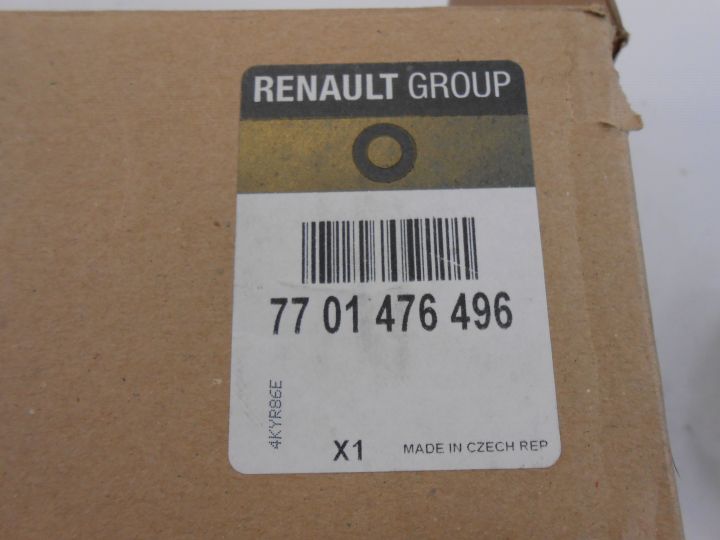 RENAULT GROUP
77 01 476 496
4KYR86E
X1
MADE IN CZECH REP